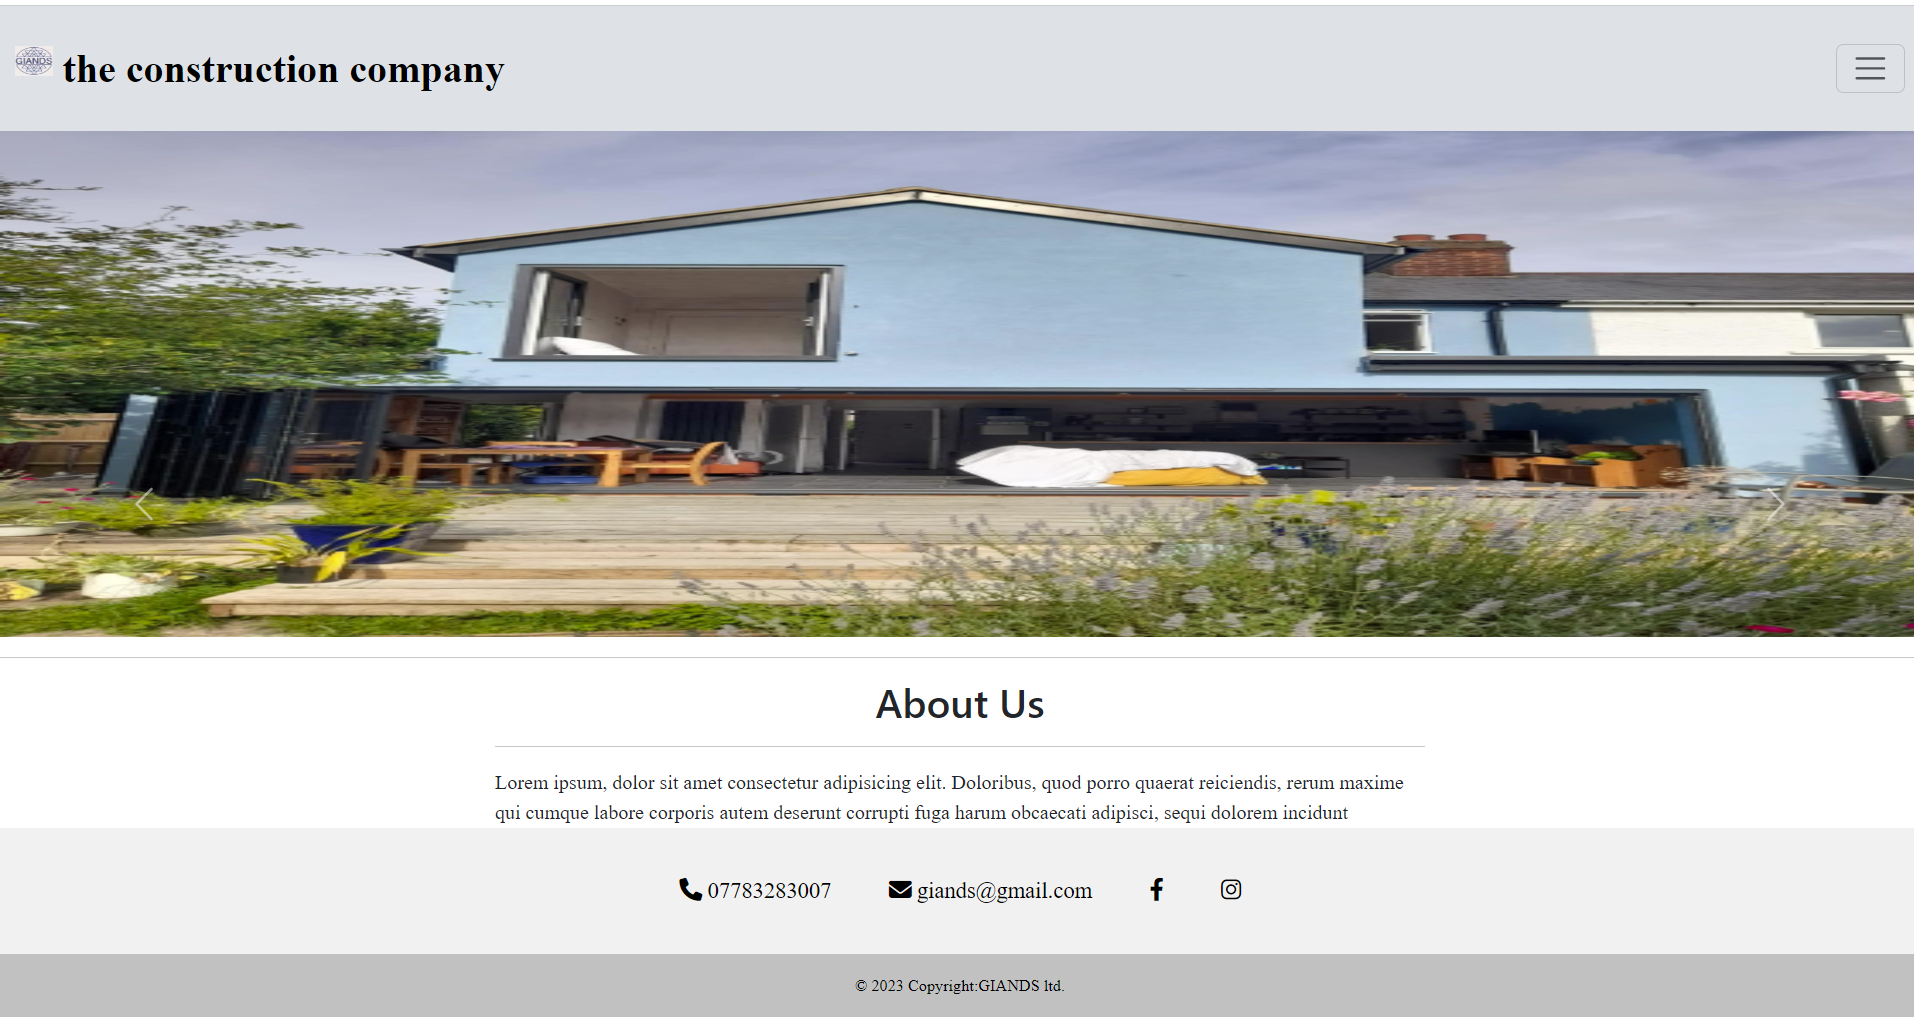 GIANDS
the construction company
About Us
Lorem ipsum, dolor sit amet consectetur adipisicing elit. Doloribus, quod porro quaerat reiciendis, rerum maxime
qui cumque labore corporis autem deserunt corrupti fuga harum obcaecati adipisci, sequi dolorem incidunt
07783283007 giands@gmail.com
© 2023 Copyright:GIANDS ltd.